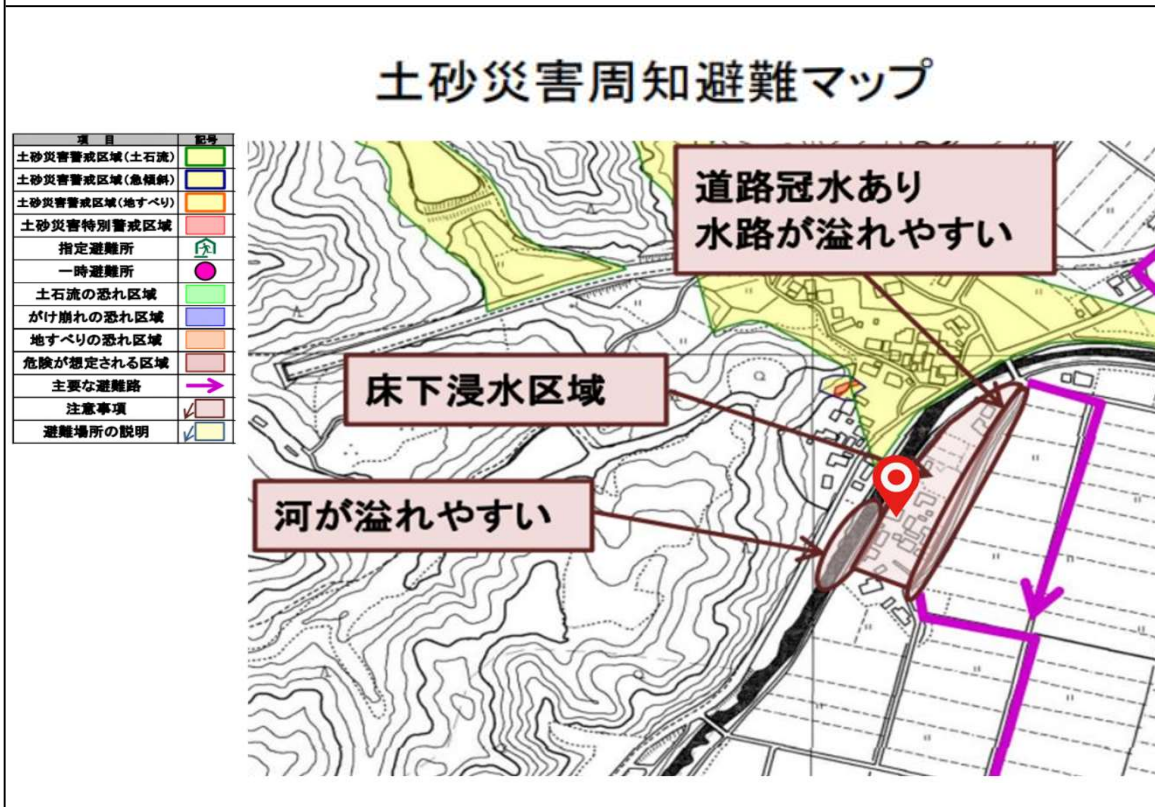 土砂災害周知避難マップ
項　目　記号
土砂災害警戒区域(土石流)
土砂災害警戒区域(急傾斜)
土砂災害警戒区域(地すべり)
土砂災害特別警戒区域
指定避難所
一時避難所
土石流の恐れ区域
がけ崩れの恐れ区域
地すべりの恐れ区域
危険が想定される区域
主要な避難路
注意事項
避難場所の説明
道路冠水あり
水路が溢れやすい
床下浸水区域
河が溢れやすい